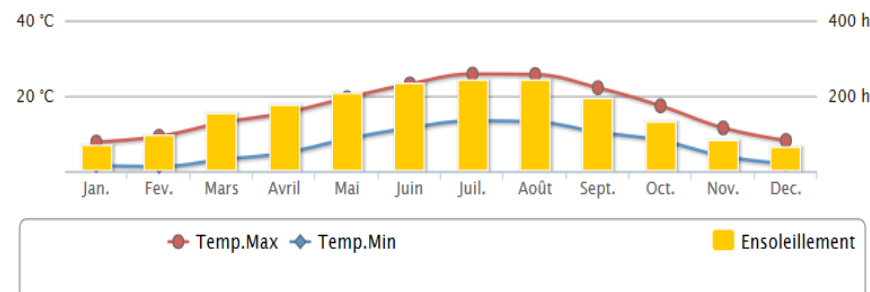 40 °C 400 h
20 °C 200 h
Jan. Fev. Mars Avril Mai Juin Juil. Août Sept. Oct. Nov. Dec.
Temp.Max Temp.Min Ensoleillement